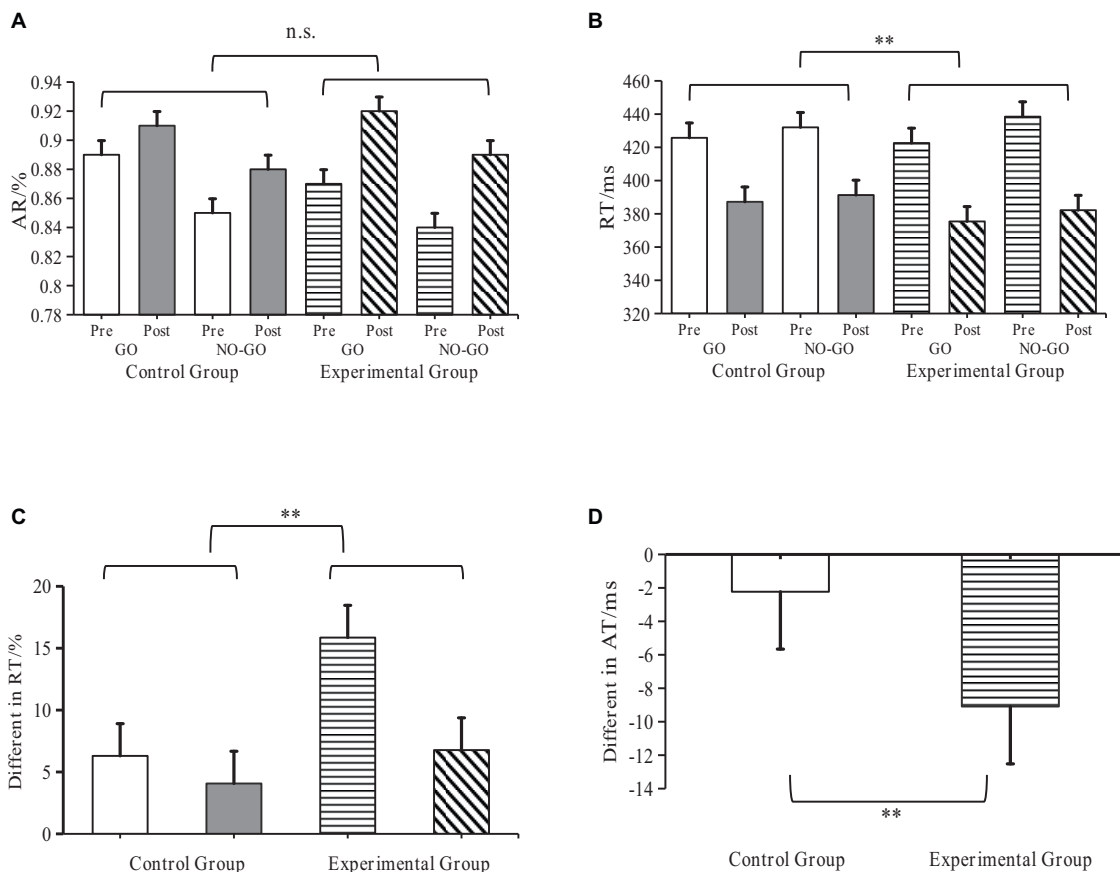 A
n.s.
0.94
0.92
0.9
0.88
0.86
0.84
0.82
0.8
0.78
AR/%
Pre Post Pre Post Pre Post Pre Post
GO NO-GO GO NO-GO
Control Group Experimental Group
B
**
460
440
420
400
380
360
340
320
RT/ms
Pre Post Pre Post Pre Post Pre Post
GO NO-GO GO NO-GO
Control Group Experimental Group
C
**
20
15
10
5
0
Different in RT/%
Control Group Experimental Group
D
0
-2
-4
-6
-8
-10
-12
-14
Different in AT/ms
**
Control Group Experimental Group